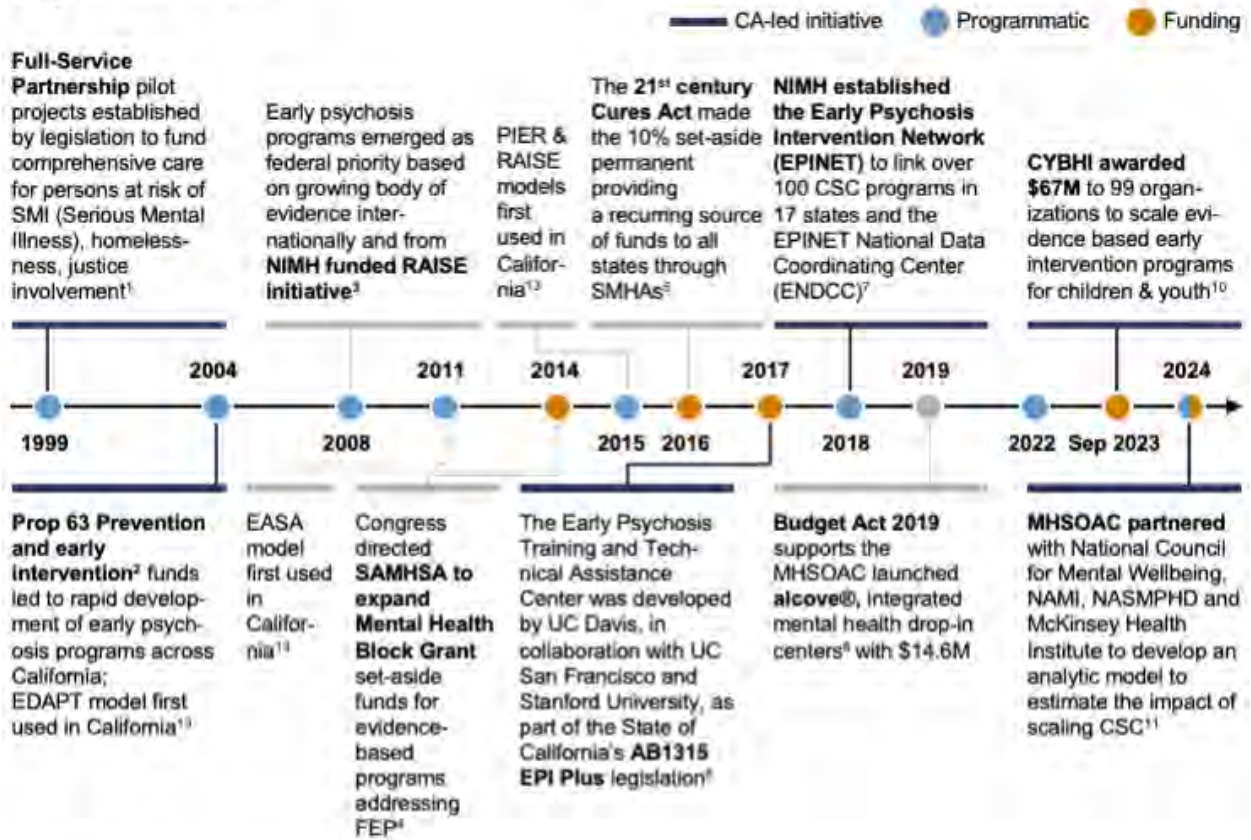 CA-led initiative
Programmatic
Funding
Full-Service
Partnership pilot
projects established
by legislation to fund
comprehensive care
for persons at risk of
SMI (Serious Mental
Illness), homeless-
ness, justice
involvement¹
Early psychosis
programs emerged as
federal priority based
on growing body of
evidence inter-
nationally and from
NIMH funded RAISE
initiative³
PIER &
RAISE
models
first
used in
Califor-
nia¹³
The 21ˢᵗ century
Cures Act made
the 10% set-aside
permanent
providing
a recurring source
of funds to all
states through
SMHAs⁵
NIMH established
the Early Psychosis
Intervention Network
(EPINET) to link over
100 CSC programs in
17 states and the
EPINET National Data
Coordinating Center
(ENDCC)⁷
CYBHI awarded
$67M to 99 organ-
izations to scale evi-
dence based early
intervention programs
for children & youth¹⁰
2004
2011
2014
2017
2019
2024
1999
2008
2015
2016
2018
2022
Sep 2023
Prop 63 Prevention
and early
intervention² funds
led to rapid develop-
ment of early psych-
osis programs across
California;
EDAPT model first
used in California¹³
EASA
model
first used
in
Califor-
nia¹³
Congress
directed
SAMHSA to
expand
Mental Health
Block Grant
set-aside
funds for
evidence-
based
programs
addressing
FEP⁴
The Early Psychosis
Training and Tech-
nical Assistance
Center was developed
by UC Davis, in
collaboration with UC
San Francisco and
Stanford University, as
part of the State of
California's AB1315
EPI Plus legislation⁶
Budget Act 2019
supports the
MHSOAC launched
alcove®, integrated
mental health drop-in
centers⁸ with $14.6M
MHSOAC partnered
with National Council
for Mental Wellbeing,
NAMI, NASMPHD and
McKinsey Health
Institute to develop an
analytic model to
estimate the impact of
scaling CSC¹¹